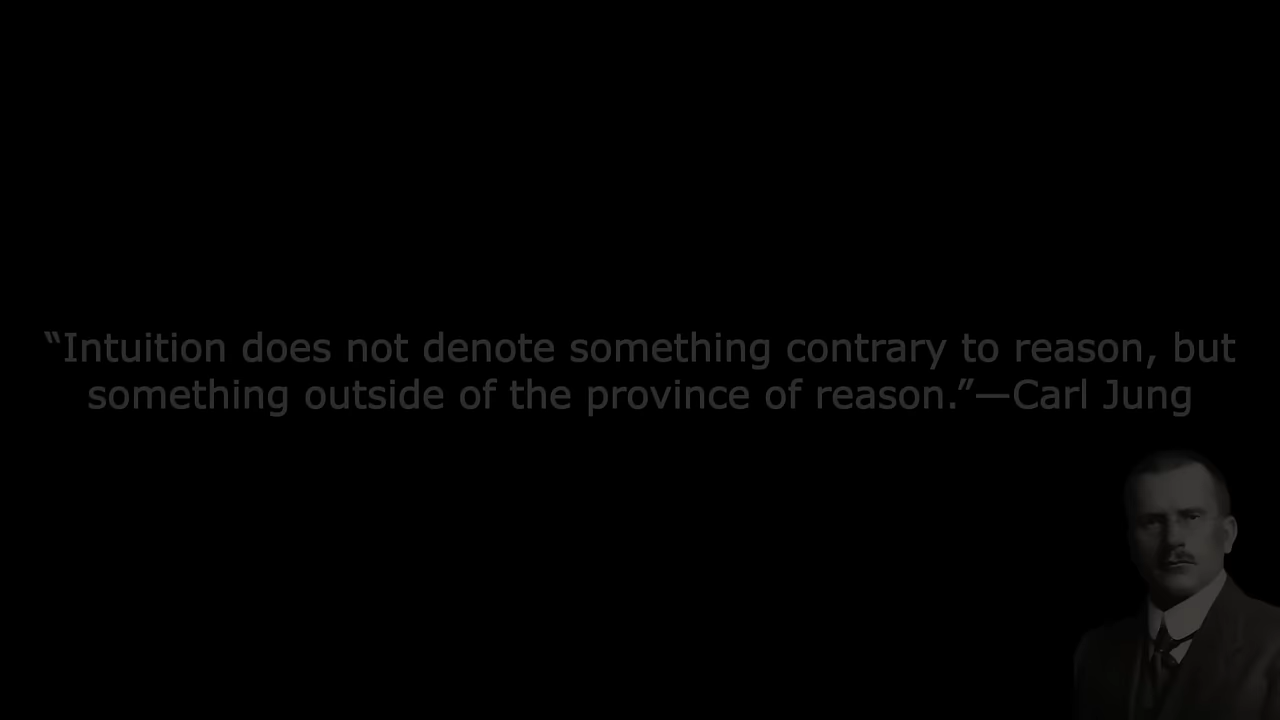 “Intuition does not denote something contrary to reason, but
something outside of the province of reason.”—Carl Jung